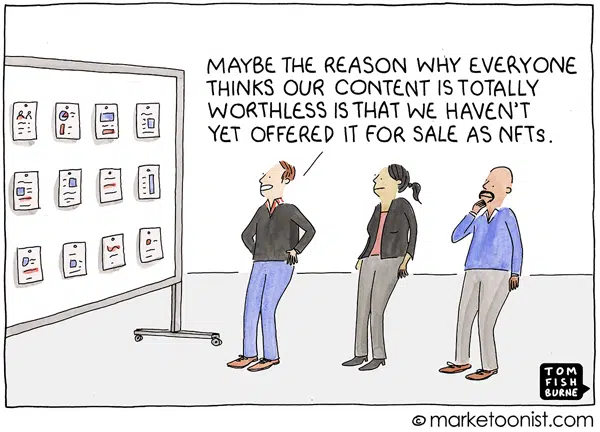 MAYBE THE REASON WHY EVERYONE
THINKS OUR CONTENT IS TOTALLY
WORTHLESS IS THAT WE HAVEN'T
YET OFFERED IT FOR SALE AS NFTs.
TOM
FISH
BURNE
© marketoonist.com